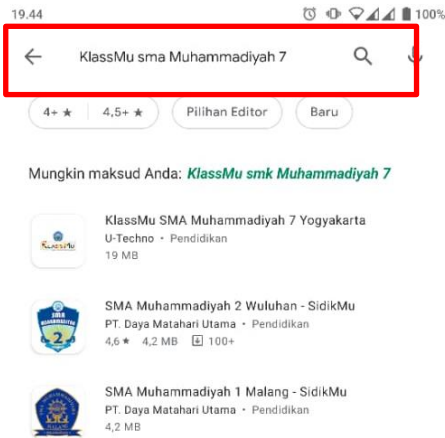 19.44 100%
KlassMu sma Muhammadiyah 7
4+ ★ 4,5+ ★ Pilihan Editor Baru
Mungkin maksud Anda: KlassMu smk Muhammadiyah 7
KlassMu SMA Muhammadiyah 7 Yogyakarta
U-Techno • Pendidikan
19 MB
SMA Muhammadiyah 2 Wuluhan - SidikMu
PT. Daya Matahari Utama • Pendidikan
4,6 ★ 4,2 MB 100+
SMA Muhammadiyah 1 Malang - SidikMu
PT. Daya Matahari Utama • Pendidikan
4,2 MB